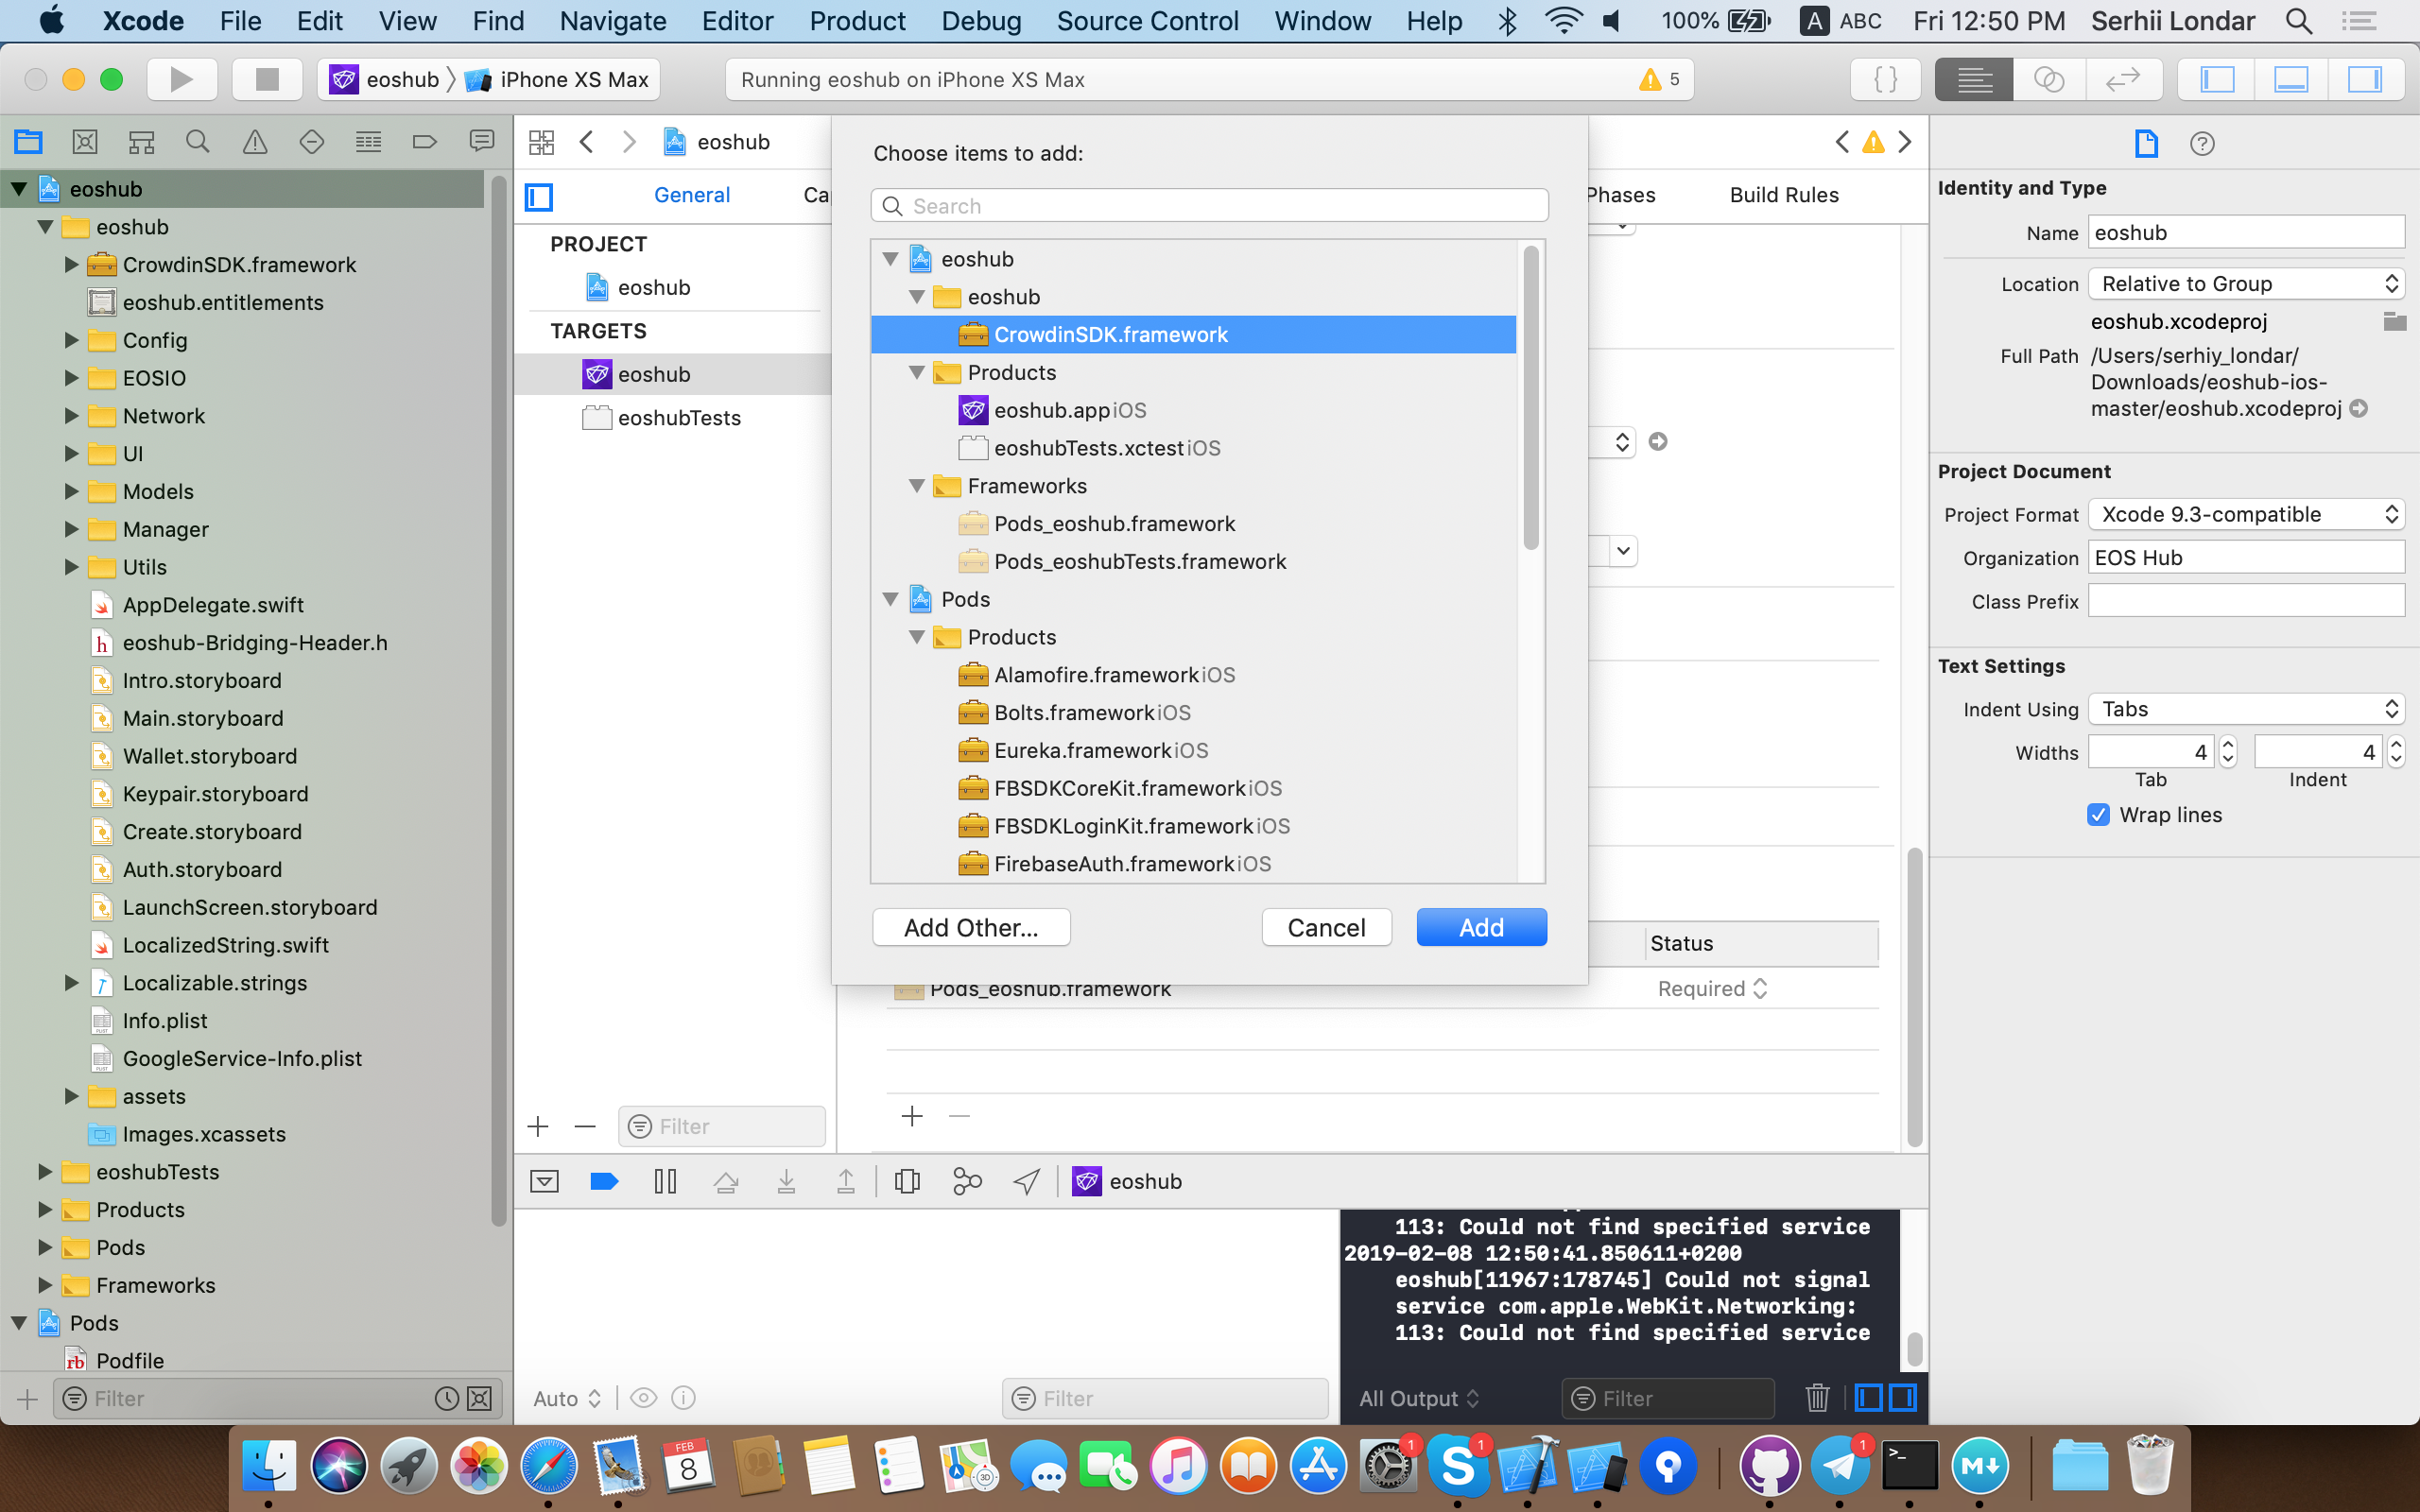 Xcode File Edit View Find Navigate Editor Product Debug Source Control Window Help 100% A ABC Fri 12:50 PM Serhii Londar
eoshub iPhone XS Max Running eoshub on iPhone XS Max 5
eoshub
eoshub
CrowdinSDK.framework
eoshub.entitlements
Config
EOSIO
Network
UI
Models
Manager
Utils
AppDelegate.swift
eoshub-Bridging-Header.h
Intro.storyboard
Main.storyboard
Wallet.storyboard
Keypair.storyboard
Create.storyboard
Auth.storyboard
LaunchScreen.storyboard
LocalizedString.swift
Localizable.strings
Info.plist
GoogleService-Info.plist
assets
Images.xcassets
eoshubTests
Products
Pods
Frameworks
Pods
Podfile
Filter
eoshub
General Ca Phases Build Rules
PROJECT
eoshub
TARGETS
eoshub
eoshubTests
Filter
Choose items to add:
Search
eoshub
eoshub
CrowdinSDK.framework
Products
eoshub.app iOS
eoshubTests.xctest iOS
Frameworks
Pods_eoshub.framework
Pods_eoshubTests.framework
Pods
Products
Alamofire.framework iOS
Bolts.framework iOS
Eureka.framework iOS
FBSDKCoreKit.framework iOS
FBSDKLoginKit.framework iOS
FirebaseAuth.framework iOS
Add Other... Cancel Add
Status
Pods_eoshub.framework Required
eoshub
113: Could not find specified service
2019-02-08 12:50:41.850611+0200
eoshub[11967:178745] Could not signal
service com.apple.WebKit.Networking:
113: Could not find specified service
Auto Filter All Output Filter
Identity and Type
Name eoshub
Location Relative to Group
eoshub.xcodeproj
Full Path /Users/serhiy_londar/
Downloads/eoshub-ios-
master/eoshub.xcodeproj
Project Document
Project Format Xcode 9.3-compatible
Organization EOS Hub
Class Prefix
Text Settings
Indent Using Tabs
Widths 4 4
Tab Indent
Wrap lines
FEB
8
3D
1
S
1
1
>_
M